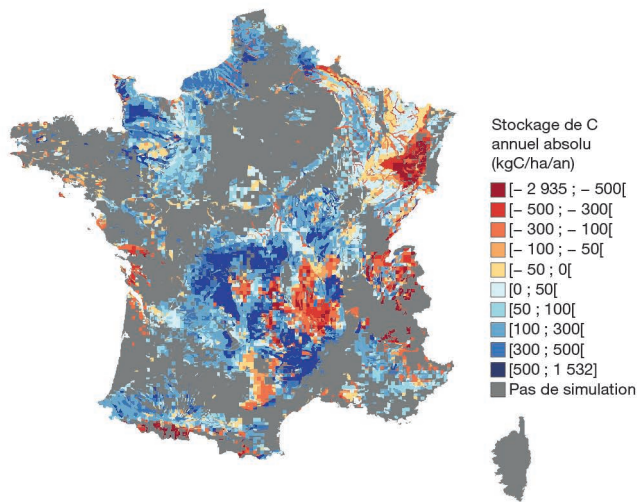 Stockage de C
annuel absolu
(kgC/ha/an)
[− 2 935 ; − 500[
[− 500 ; − 300[
[− 300 ; − 100[
[− 100 ; − 50[
[− 50 ; 0[
[0 ; 50[
[50 ; 100[
[100 ; 300[
[300 ; 500[
[500 ; 1 532]
Pas de simulation